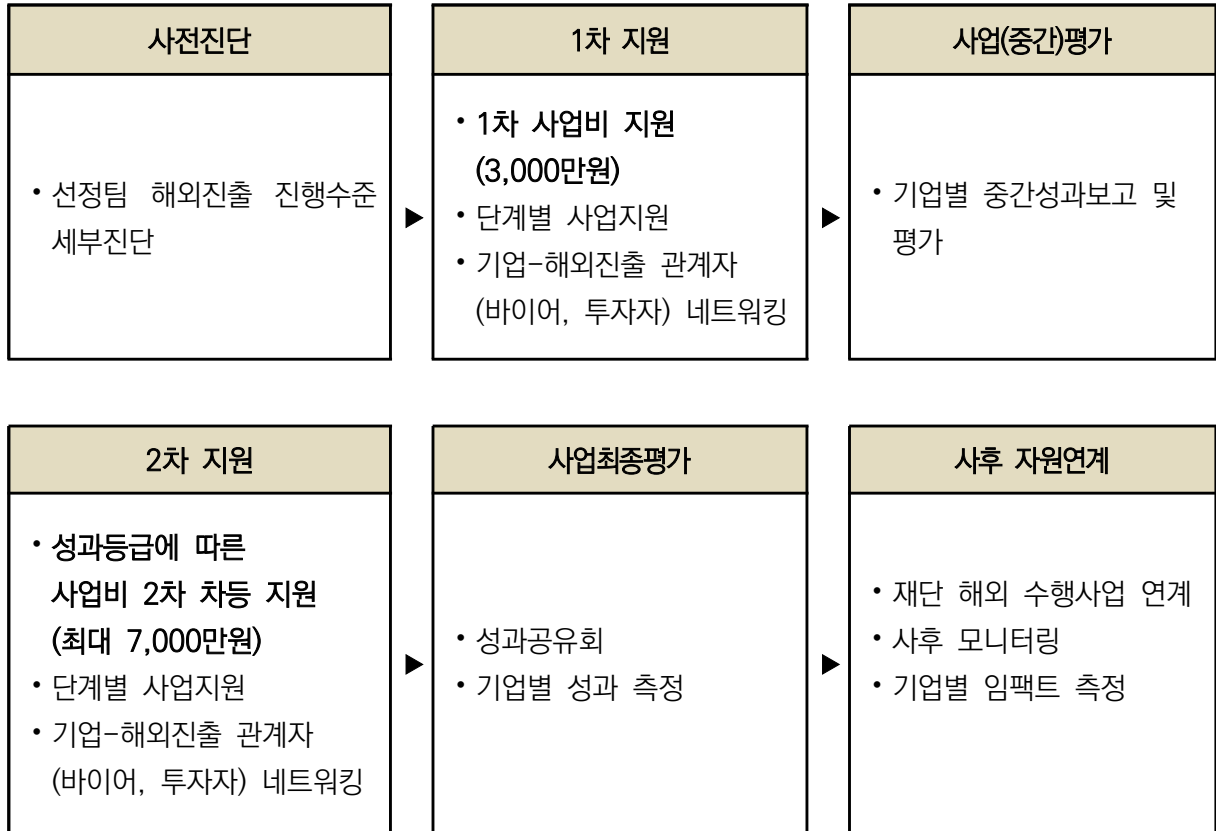 사전진단
• 선정팀 해외진출 진행수준
세부진단
▶
1차 지원
• 1차 사업비 지원
(3,000만원)
• 단계별 사업지원
• 기업-해외진출 관계자
(바이어, 투자자) 네트워킹
▶
사업(중간)평가
• 기업별 중간성과보고 및
평가
2차 지원
• 성과등급에 따른
사업비 2차 차등 지원
(최대 7,000만원)
• 단계별 사업지원
• 기업-해외진출 관계자
(바이어, 투자자) 네트워킹
▶
사업최종평가
• 성과공유회
• 기업별 성과 측정
▶
사후 자원연계
• 재단 해외 수행사업 연계
• 사후 모니터링
• 기업별 임팩트 측정